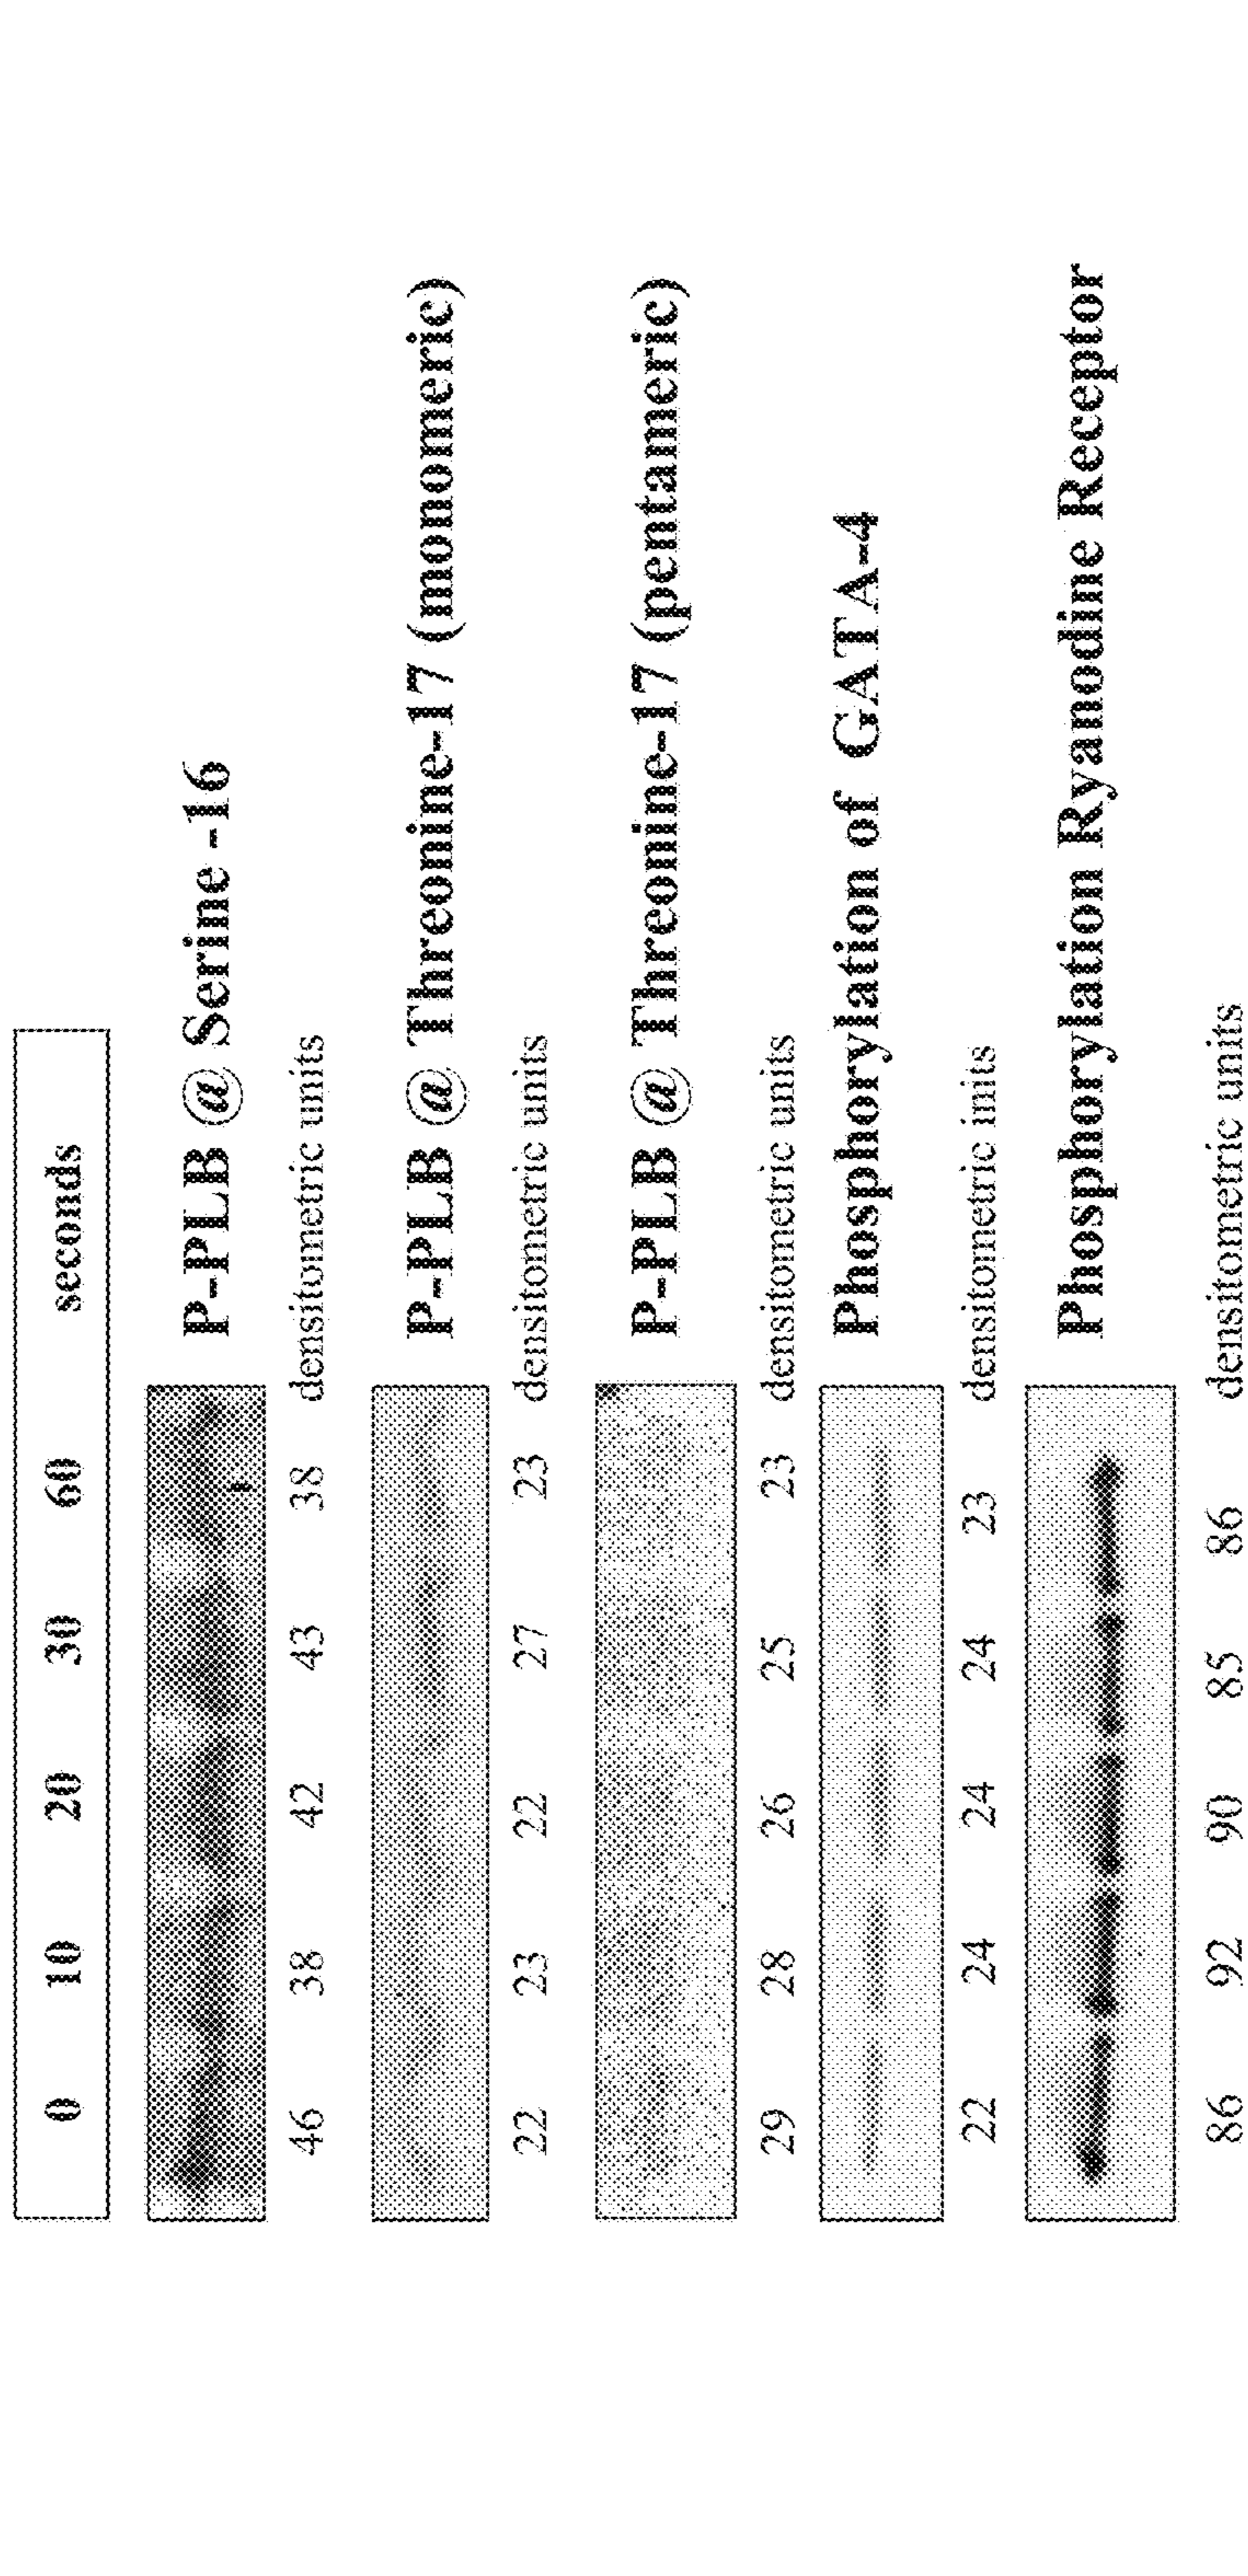 0 10 20 30 60 seconds
P-PLB @ Serine -16
46 38 42 43 38 densitometric units
P-PLB @ Threonine-17 (monomeric)
22 23 22 27 23 densitometric units
P-PLB @ Threonine-17 (pentameric)
29 28 26 25 23 densitometric units
Phosphorylation of GATA-4
22 24 24 24 23 densitometric inits
Phosphorylation Ryanodine Receptor
86 92 90 85 86 densitometric units